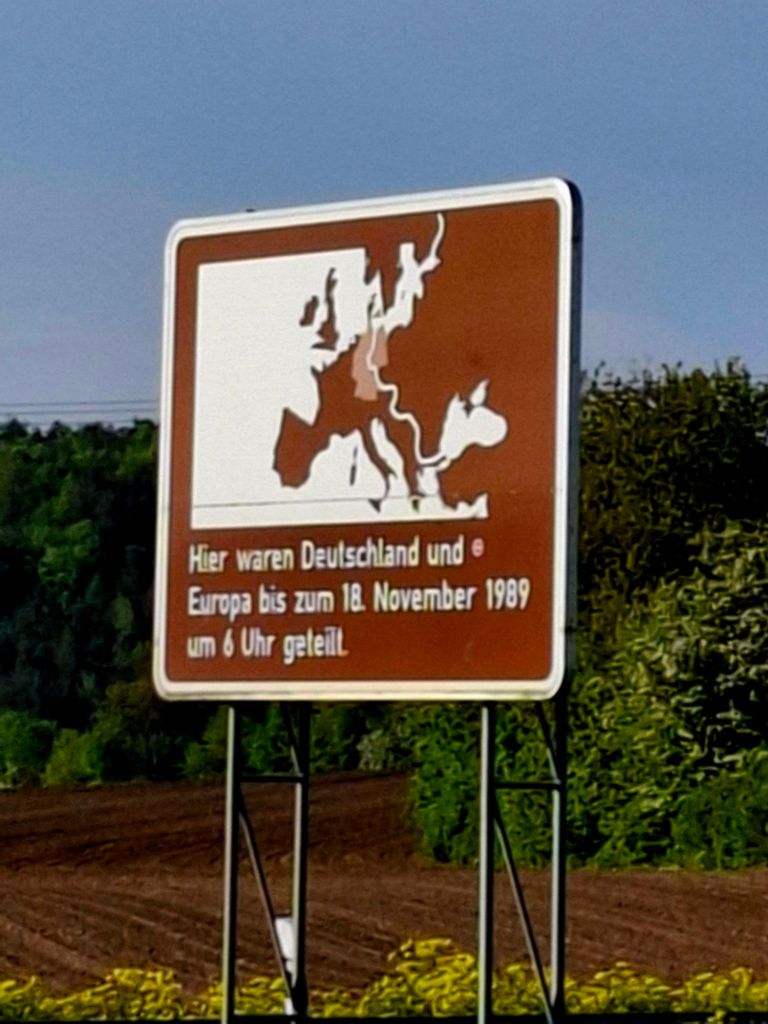 Hier waren Deutschland und
Europa bis zum 18. November 1989
um 6 Uhr geteilt.